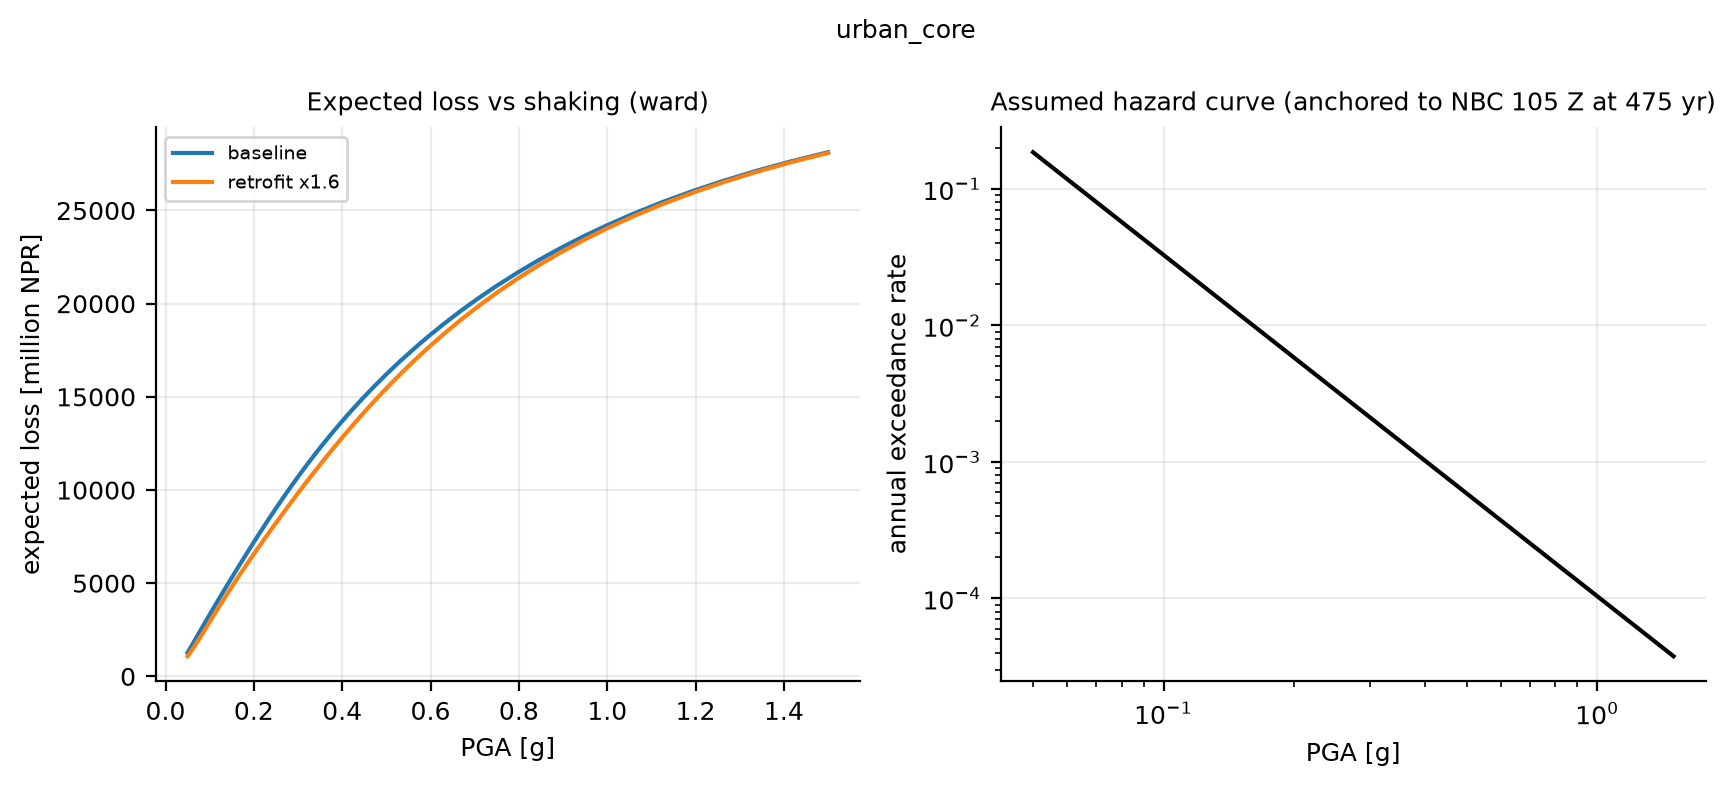 urban_core
Expected loss vs shaking (ward)
baseline
retrofit x1.6
expected loss [million NPR]
25000
20000
15000
10000
5000
0
0.0 0.2 0.4 0.6 0.8 1.0 1.2 1.4
PGA [g]
Assumed hazard curve (anchored to NBC 105 Z at 475 yr)
annual exceedance rate
10⁻¹
10⁻²
10⁻³
10⁻⁴
10⁻¹ 10⁰
PGA [g]